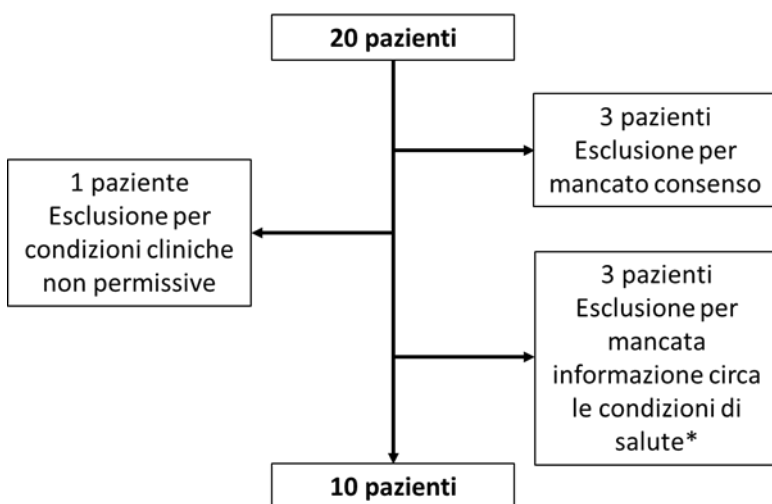 20 pazienti
3 pazienti
Esclusione per
mancato consenso
1 paziente
Esclusione per
condizioni cliniche
non permissive
3 pazienti
Esclusione per
mancata
informazione circa
le condizioni di
salute*
10 pazienti